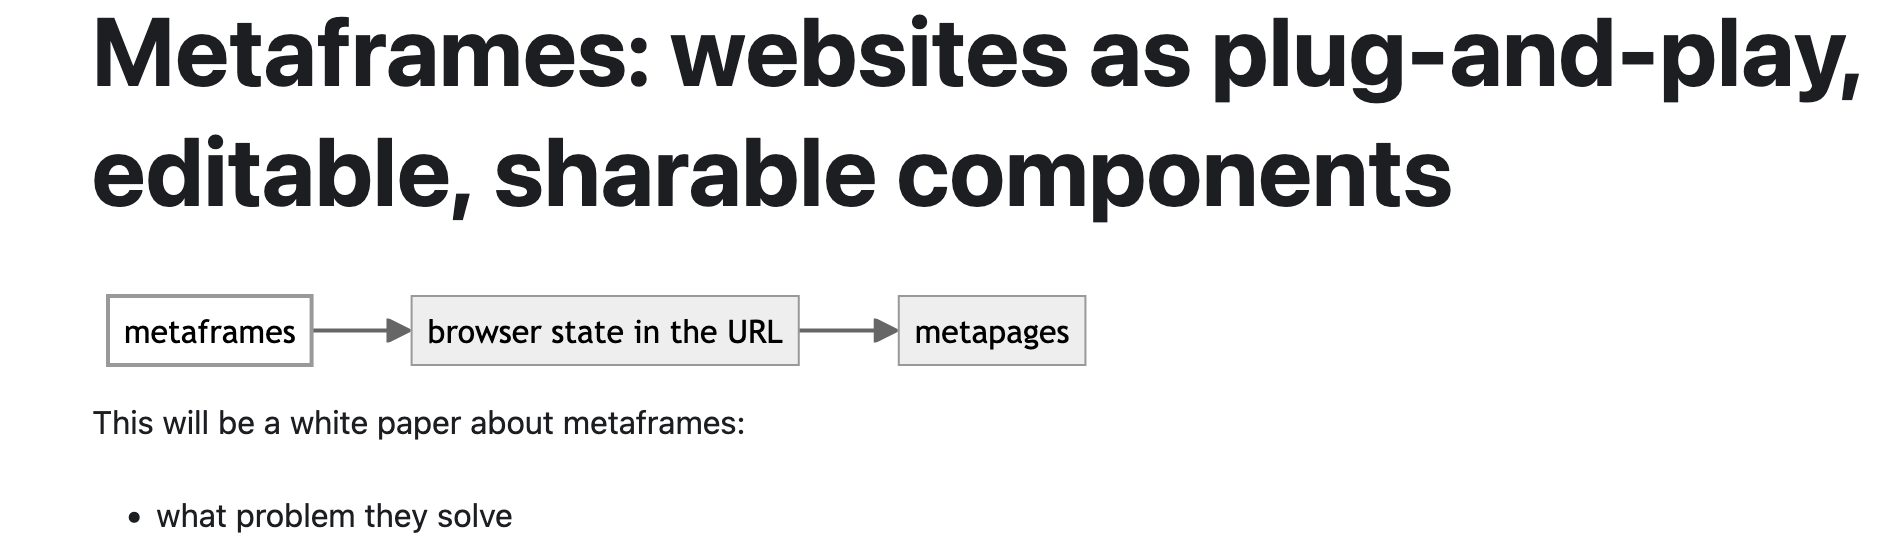 Metaframes: websites as plug-and-play,
editable, sharable components
metaframes browser state in the URL metapages
This will be a white paper about metaframes:
• what problem they solve